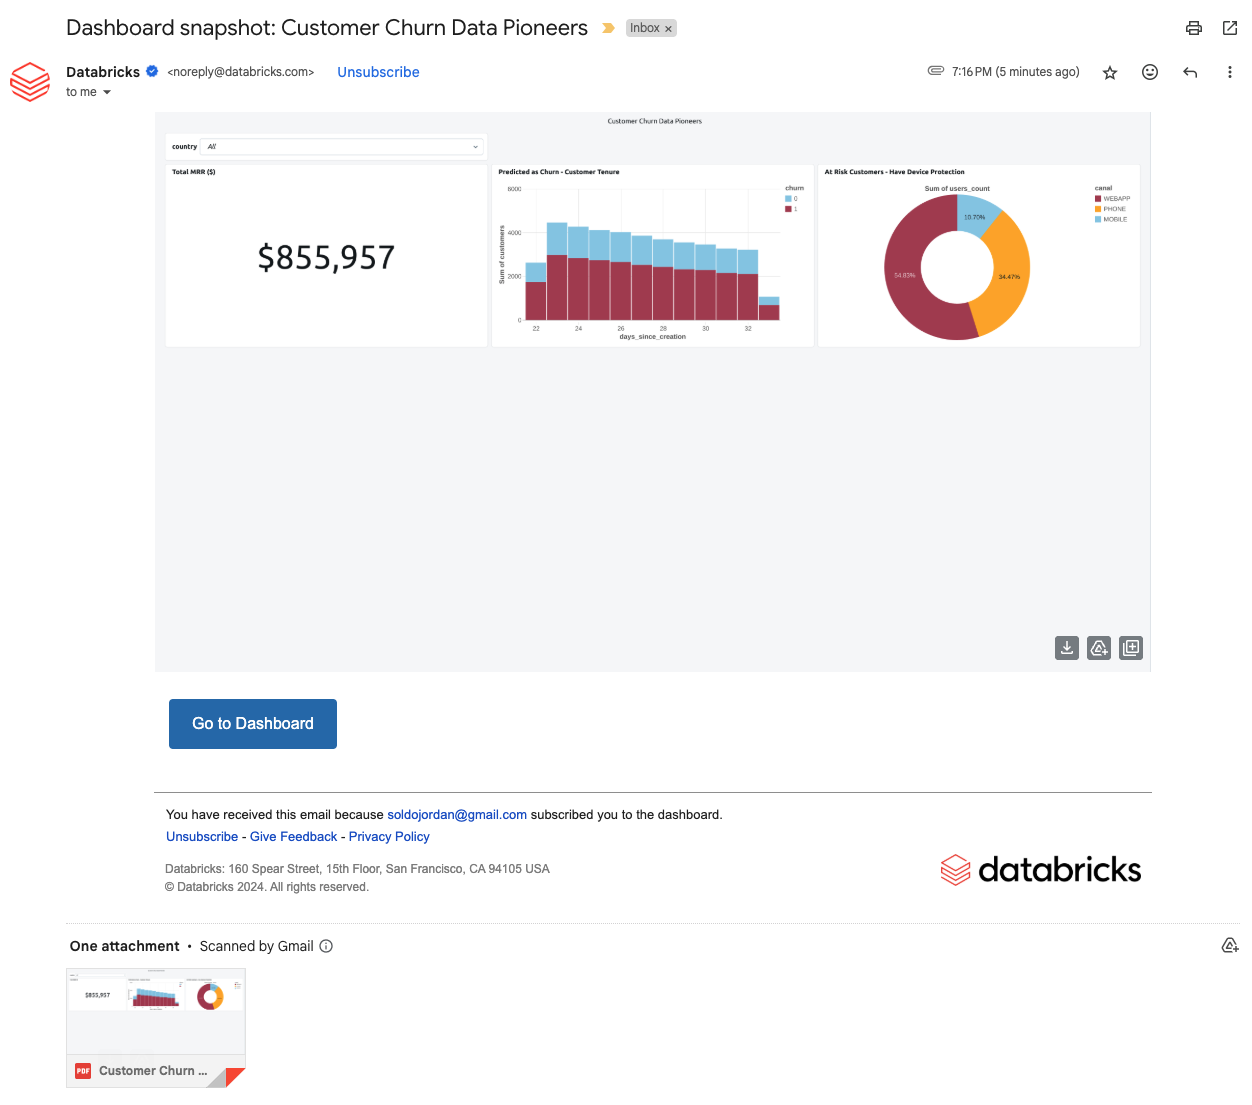 Dashboard snapshot: Customer Churn Data Pioneers
Inbox ×
Databricks <noreply@databricks.com> Unsubscribe
7:16 PM (5 minutes ago)
to me
Customer Churn Data Pioneers
country All
Total MRR ($)
$855,957
Predicted as Churn - Customer Tenure
churn
0
1
Sum of customers
6000
4000
2000
0
22 24 26 28 30 32
days_since_creation
At Risk Customers - Have Device Protection
Sum of users_count
canal
WEBAPP
PHONE
MOBILE
10.70%
54.83%
34.47%
Go to Dashboard
You have received this email because soldojordan@gmail.com subscribed you to the dashboard.
Unsubscribe - Give Feedback - Privacy Policy
Databricks: 160 Spear Street, 15th Floor, San Francisco, CA 94105 USA
© Databricks 2024. All rights reserved.
databricks
One attachment • Scanned by Gmail
$855,957
PDF Customer Churn ...